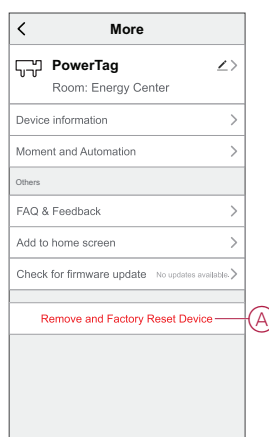 More
PowerTag
Room: Energy Center
Device information
Moment and Automation
Others
FAQ & Feedback
Add to home screen
Check for firmware update No updates available.
Remove and Factory Reset Device
A